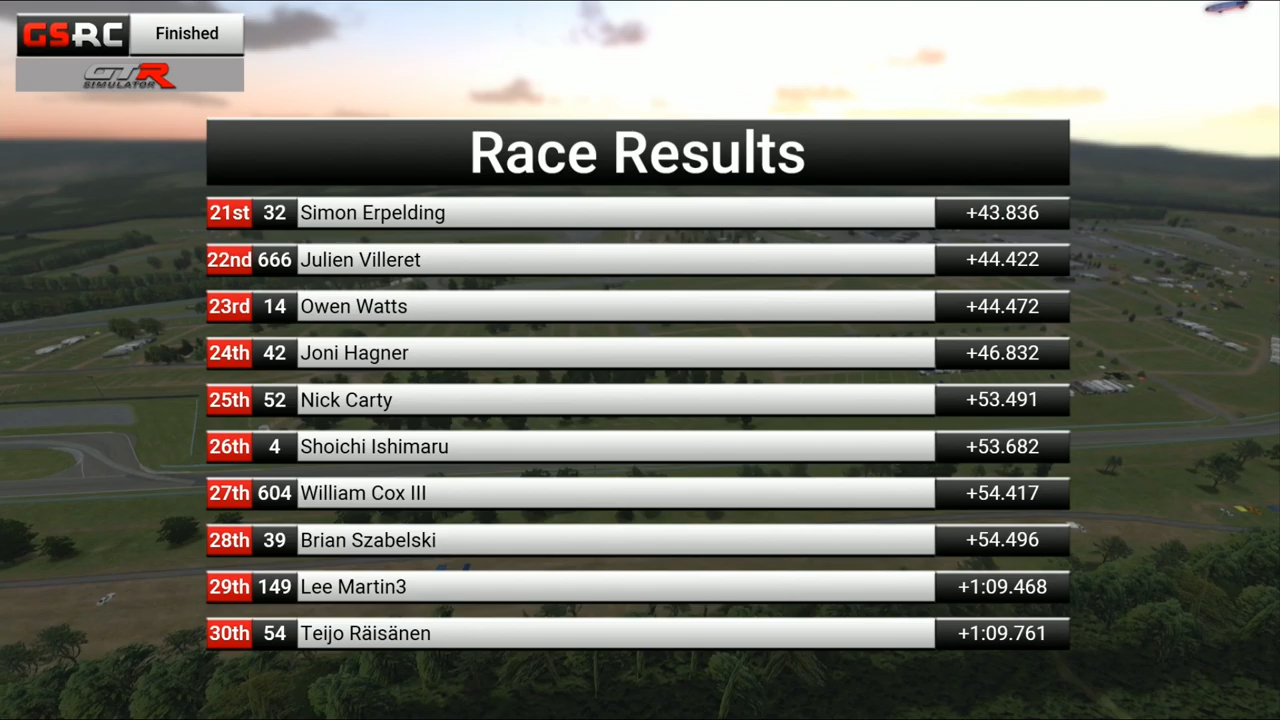 GSRC Finished
GTR
SIMULATOR
Race Results
21st 32 Simon Erpelding +43.836
22nd 666 Julien Villeret +44.422
23rd 14 Owen Watts +44.472
24th 42 Joni Hagner +46.832
25th 52 Nick Carty +53.491
26th 4 Shoichi Ishimaru +53.682
27th 604 William Cox III +54.417
28th 39 Brian Szabelski +54.496
29th 149 Lee Martin3 +1:09.468
30th 54 Teijo Räisänen +1:09.761